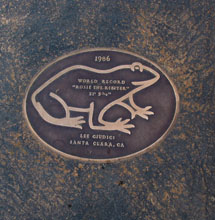 1986
WORLD RECORD
"ROSIE THE RIBITER"
21' 5¾"
LEE GIUDICI
SANTA CLARA, CA